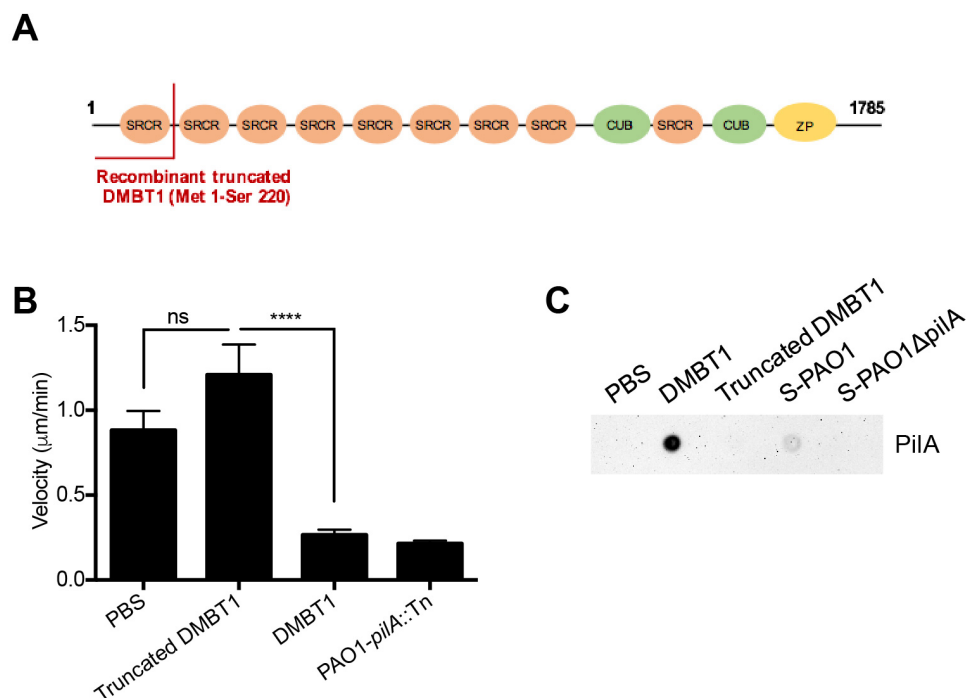 A
1 SRCR SRCR SRCR SRCR SRCR SRCR SRCR SRCR CUB SRCR CUB ZP 1785
Recombinant truncated
DMBT1 (Met 1-Ser 220)
B
Velocity (μm/min)
1.5
1.0
0.5
0.0
ns
****
PBS
Truncated DMBT1
DMBT1
PAO1-pilA::Tn
C
PBS
DMBT1
Truncated DMBT1
S-PAO1
S-PAO1ΔpilA
PilA